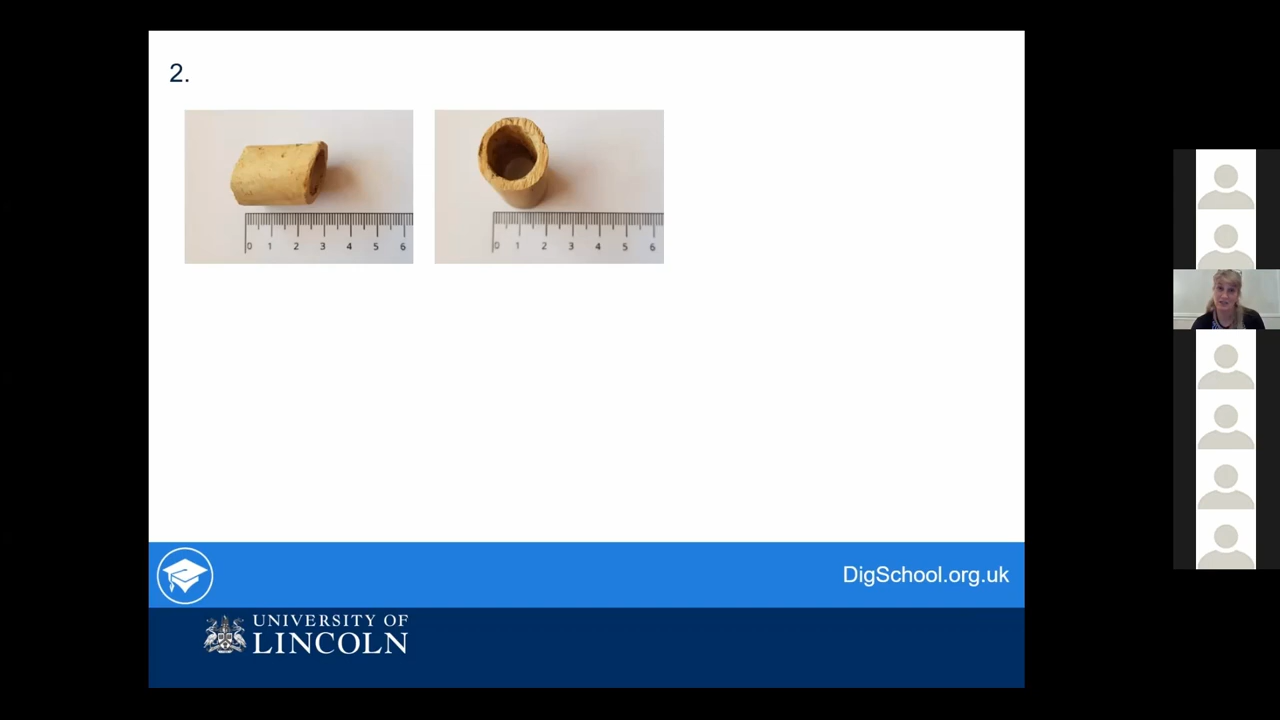 2.
0 1 2 3 4 5 6
0 1 2 3 4 5 6
DigSchool.org.uk
UNIVERSITY OF
LINCOLN